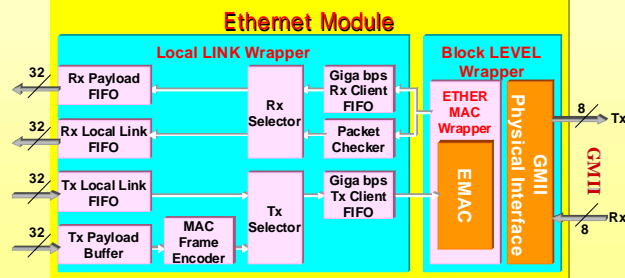 Ethernet Module
Local LINK Wrapper
Block LEVEL
Wrapper
32
Rx Payload
FIFO
Rx
Selector
Giga bps
Rx Client
FIFO
32
Rx Local Link
FIFO
Packet
Checker
32
Tx Local Link
FIFO
Tx
Selector
Giga bps
Tx Client
FIFO
32
Tx Payload
Buffer
MAC
Frame
Encoder
ETHER
MAC
Wrapper
EMAC
GMII
Physical Interface
8
Tx
GMII
Rx
8